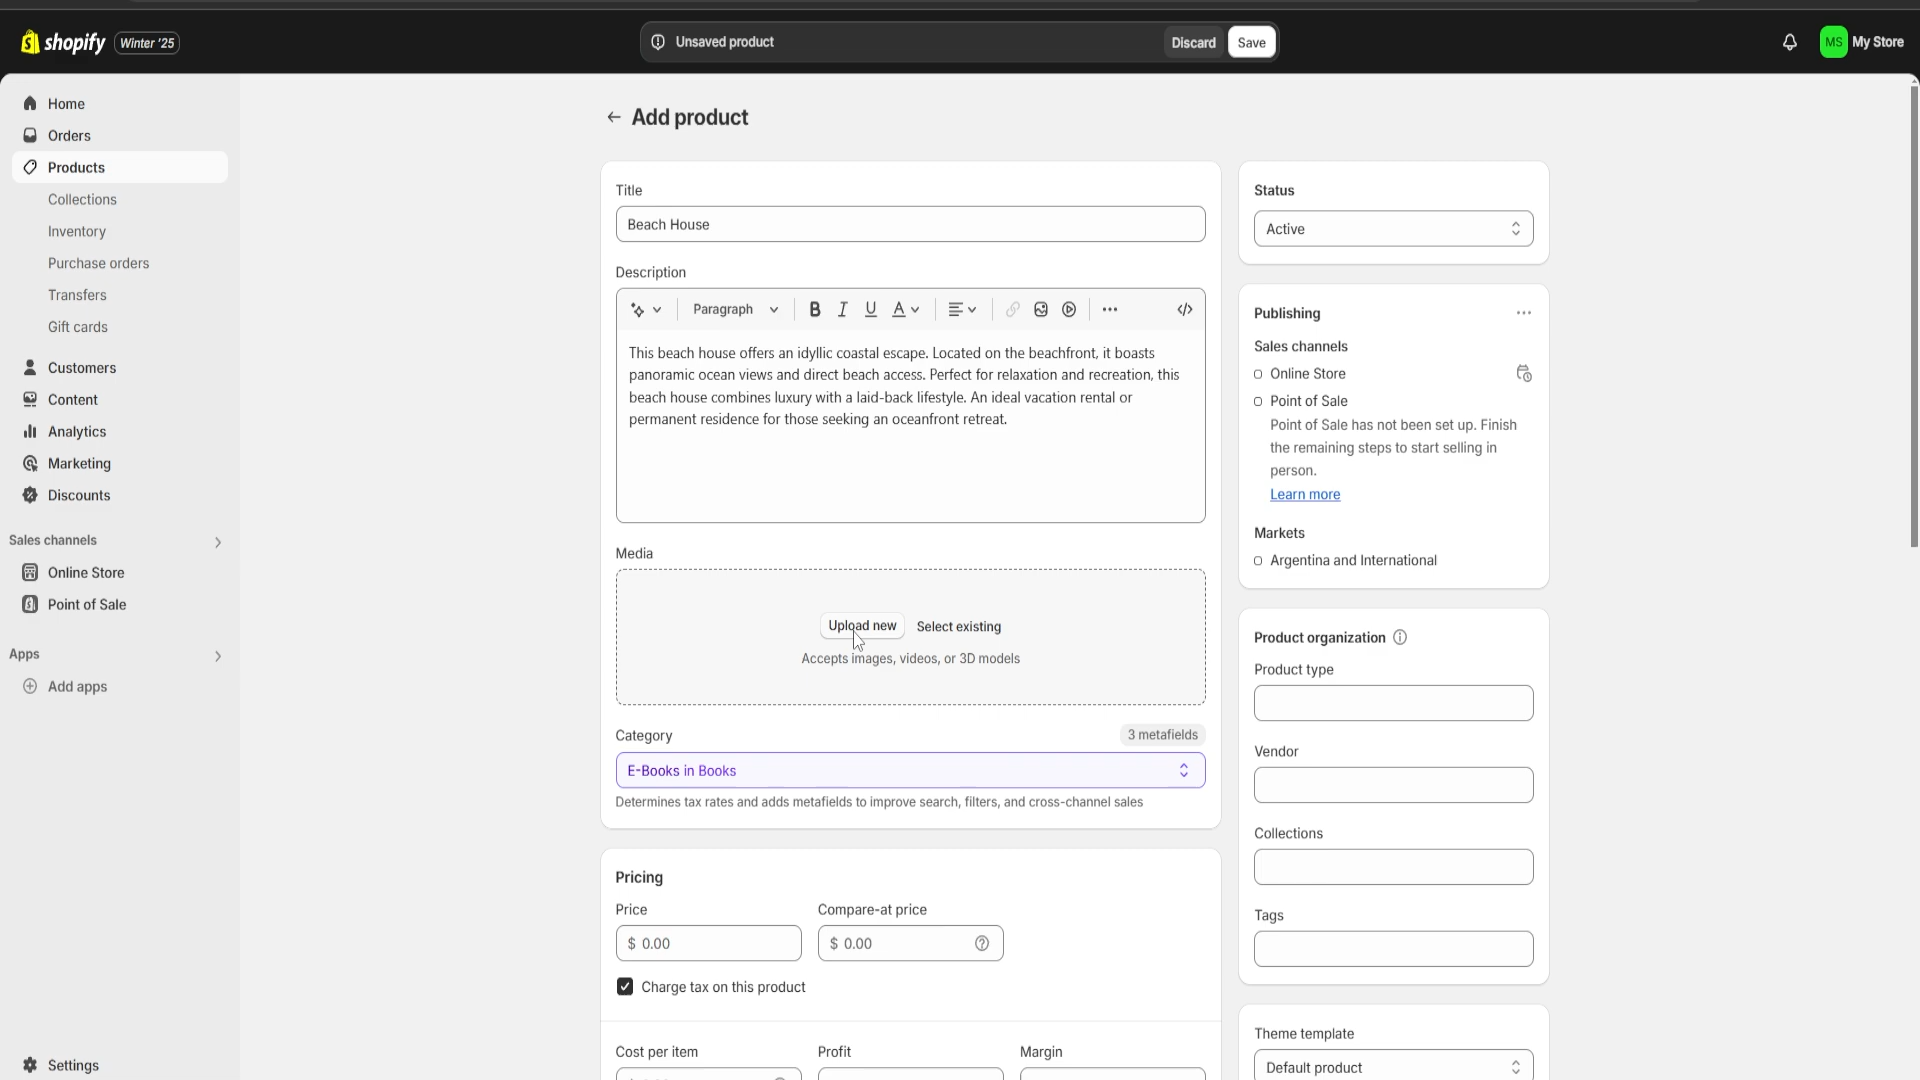 shopify
Winter '25
Unsaved product
Discard
Save
MS
My Store
Home
Orders
Products
Collections
Inventory
Purchase orders
Transfers
Gift cards
Customers
Content
Analytics
Marketing
Discounts
Sales channels
Online Store
Point of Sale
Apps
Add apps
Settings
Add product
Title
Beach House
Description
Paragraph
B
I
U
A
This beach house offers an idyllic coastal escape. Located on the beachfront, it boasts
panoramic ocean views and direct beach access. Perfect for relaxation and recreation, this
beach house combines luxury with a laid-back lifestyle. An ideal vacation rental or
permanent residence for those seeking an oceanfront retreat.
Media
Upload new
Select existing
Accepts images, videos, or 3D models
Category
3 metafields
E-Books in Books
Determines tax rates and adds metafields to improve search, filters, and cross-channel sales
Pricing
Price
Compare-at price
$ 0.00
$ 0.00
Charge tax on this product
Cost per item
Profit
Margin
Status
Active
Publishing
Sales channels
Online Store
Point of Sale
Point of Sale has not been set up. Finish
the remaining steps to start selling in
person.
Learn more
Markets
Argentina and International
Product organization
Product type
Vendor
Collections
Tags
Theme template
Default product